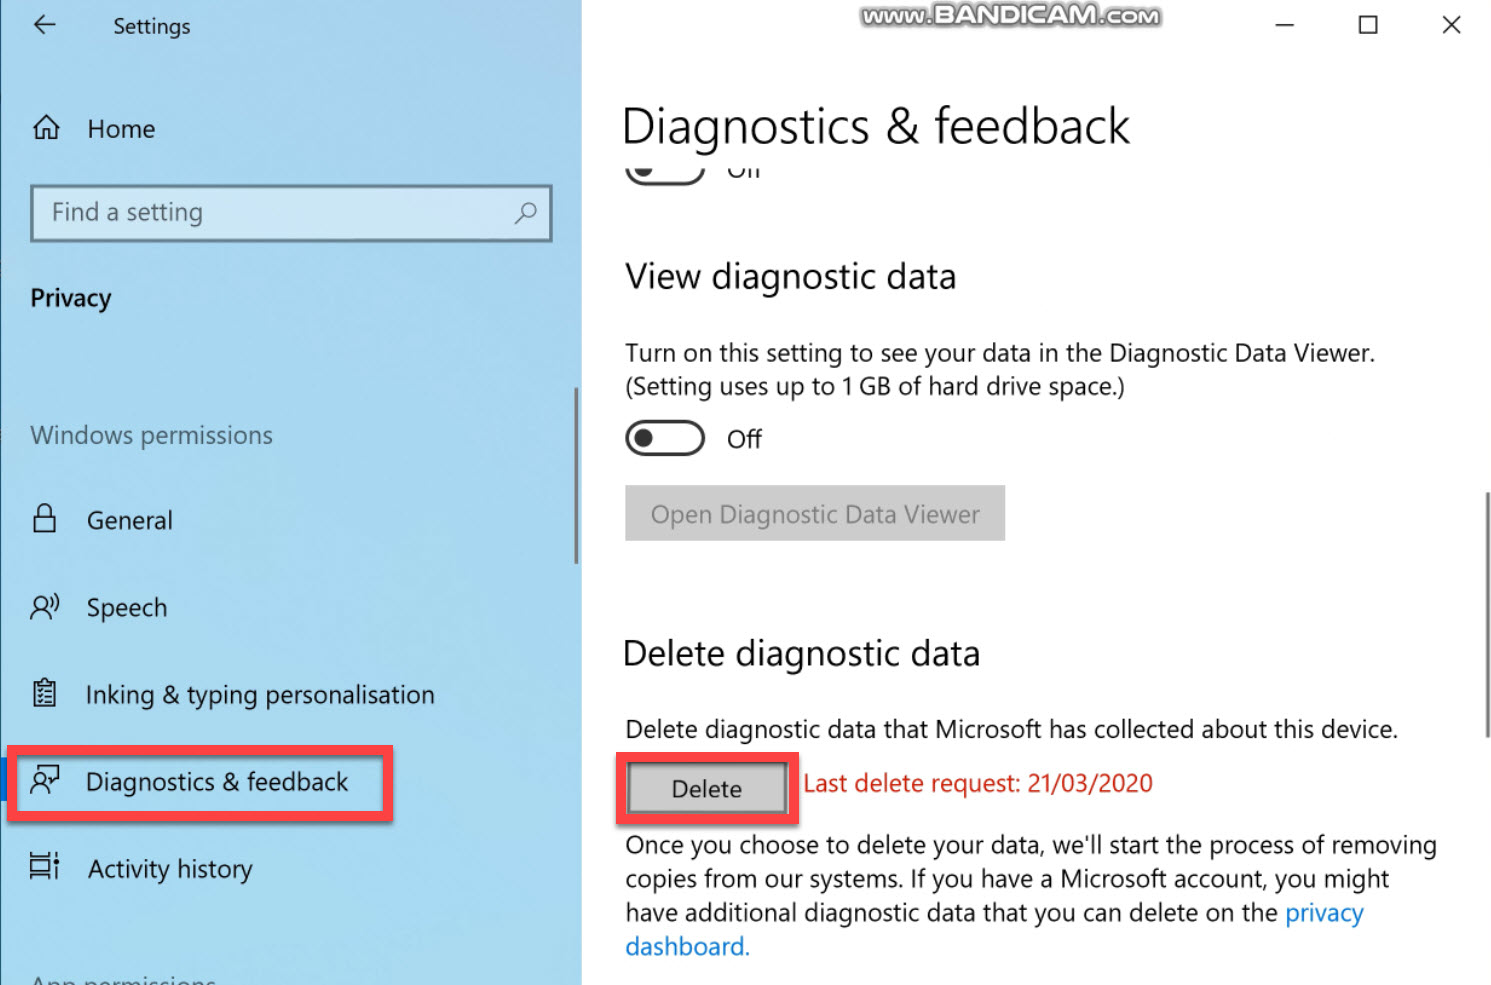 Settings
www.BANDICAM.com
Home
Find a setting
Privacy
Windows permissions
General
Speech
Inking & typing personalisation
Diagnostics & feedback
Activity history
App permissions
Diagnostics & feedback
Off
View diagnostic data
Turn on this setting to see your data in the Diagnostic Data Viewer.
(Setting uses up to 1 GB of hard drive space.)
Off
Open Diagnostic Data Viewer
Delete diagnostic data
Delete diagnostic data that Microsoft has collected about this device.
Delete
Last delete request: 21/03/2020
Once you choose to delete your data, we'll start the process of removing
copies from our systems. If you have a Microsoft account, you might
have additional diagnostic data that you can delete on the privacy
dashboard.